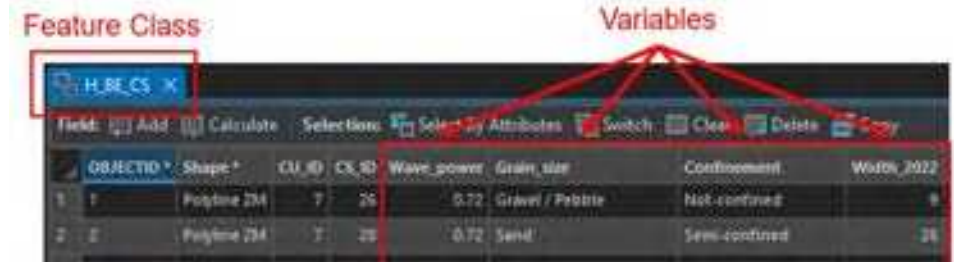 Feature Class
Variables
H_BE_CS ×
Field: Add Calculate Selection: Select By Attributes Switch Clear Delete Copy
OBJECTID * Shape * CU_ID CS_ID Wave_power Grain_size Confinement Width_2022
1 1 Polyline ZM 7 26 0.72 Gravel / Pebble Not-confined 9
2 2 Polyline ZM 7 28 0.72 Sand Semi-confined 26